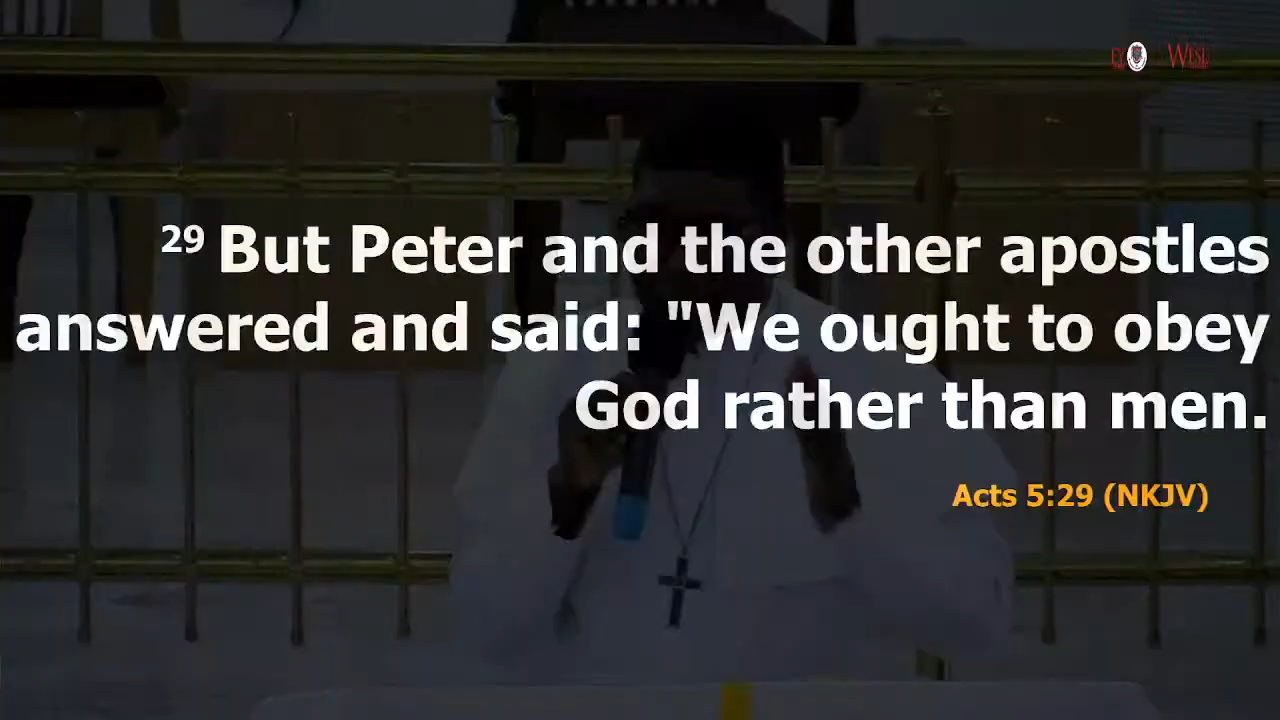 29 But Peter and the other apostles
answered and said: "We ought to obey
God rather than men.
Acts 5:29 (NKJV)